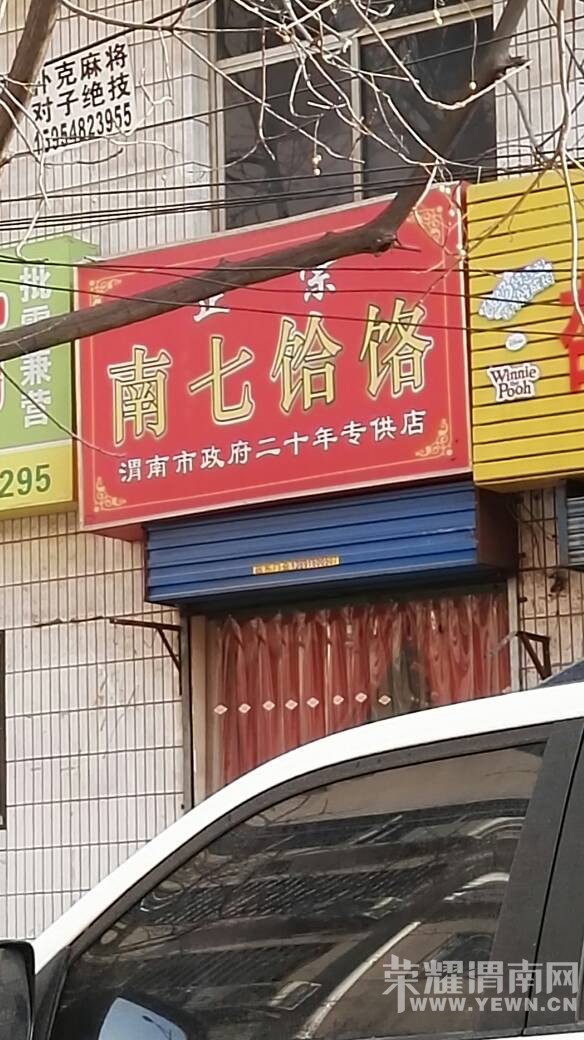 扑克麻将
对子绝技
15954823955
批零兼营
295
正宗
南七饸饹
渭南市政府二十年专供店
Disney
Winnie
the
Pooh
荣耀渭南网
WWW.YEWN.CN